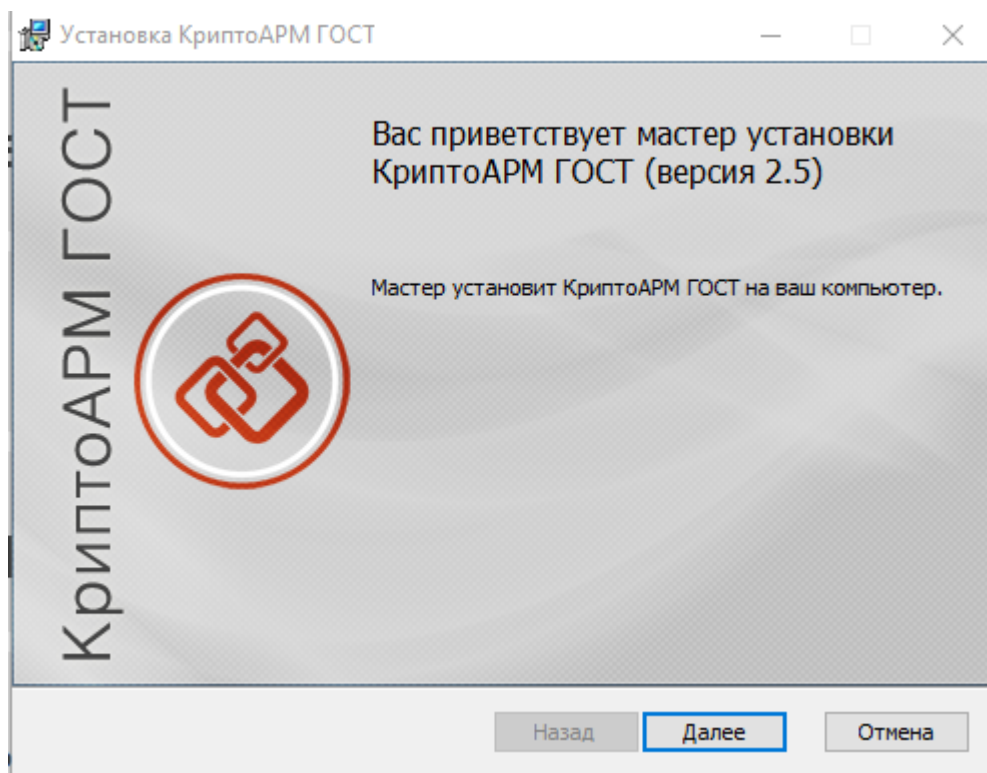 Установка КриптоАРМ ГОСТ
КриптоАРМ ГОСТ
Вас приветствует мастер установки
КриптоАРМ ГОСТ (версия 2.5)
Мастер установит КриптоАРМ ГОСТ на ваш компьютер.
Назад
Далее
Отмена